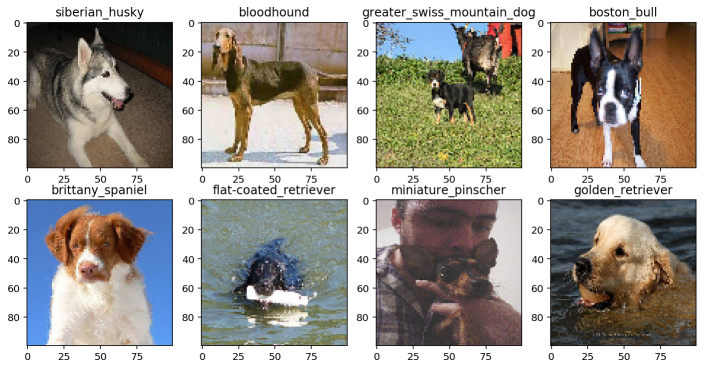 siberian_husky bloodhound greater_swiss_mountain_dog boston_bull
0 0 0 0
20 20 20 20
40 40 40 40
60 60 60 60
80 80 80 80
0 25 50 75 0 25 50 75 0 25 50 75 0 25 50 75
brittany_spaniel flat-coated_retriever miniature_pinscher golden_retriever
0 0 0 0
20 20 20 20
40 40 40 40
60 60 60 60
80 80 80 80
0 25 50 75 0 25 50 75 0 25 50 75 0 25 50 75